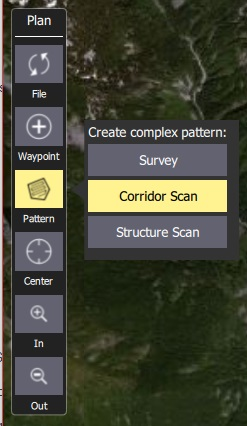 Plan
File
Waypoint
Pattern
Create complex pattern:
Survey
Corridor Scan
Structure Scan
Center
In
Out